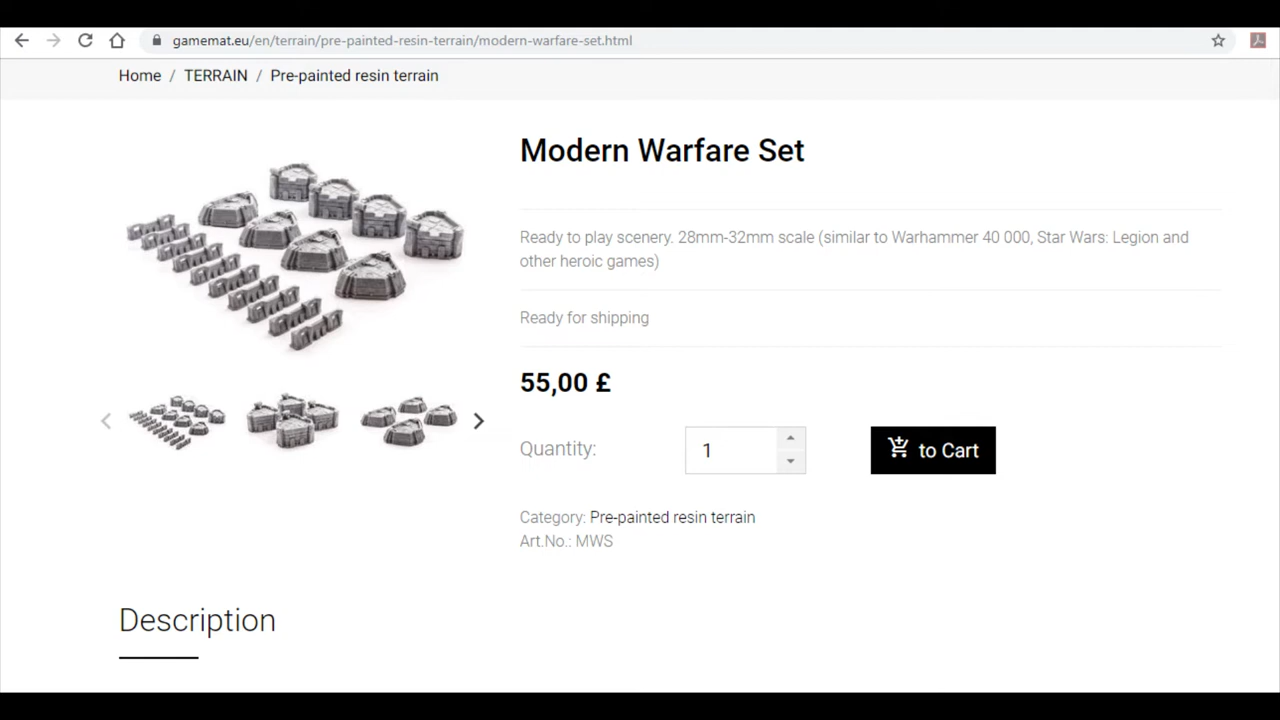 gamemat.eu/en/terrain/pre-painted-resin-terrain/modern-warfare-set.html
Home / TERRAIN / Pre-painted resin terrain
Modern Warfare Set
Ready to play scenery. 28mm-32mm scale (similar to Warhammer 40 000, Star Wars: Legion and
other heroic games)
Ready for shipping
55,00 £
Quantity: 1 to Cart
Category: Pre-painted resin terrain
Art.No.: MWS
Description